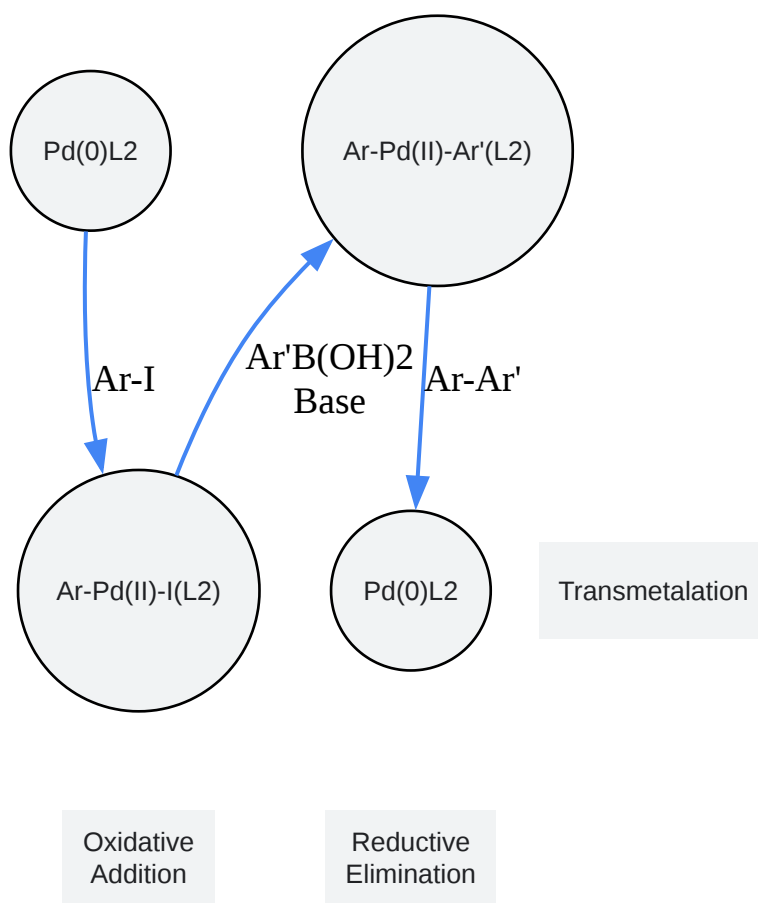 Pd(0)L2
Ar-Pd(II)-Ar'(L2)
Ar-I
Ar'B(OH)2
Base
Ar-Ar'
Ar-Pd(II)-I(L2)
Pd(0)L2
Transmetalation
Oxidative
Addition
Reductive
Elimination